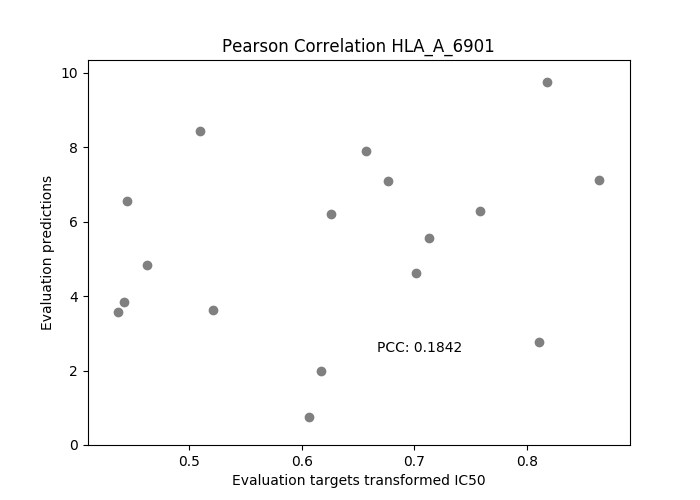 Pearson Correlation HLA_A_6901
Evaluation predictions
10
8
6
4
2
0
PCC: 0.1842
0.5 0.6 0.7 0.8
Evaluation targets transformed IC50